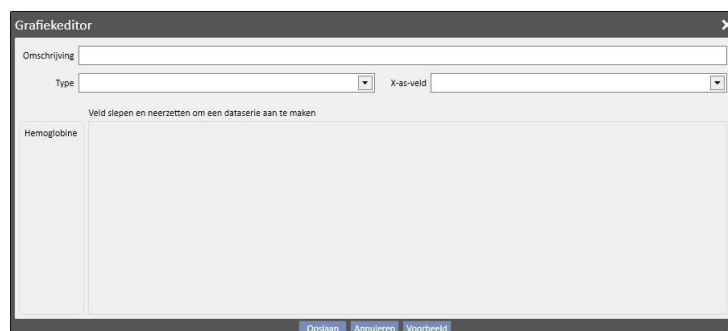 Grafiekeditor
Omschrijving
Type X-as-veld
Veld slepen en neerzetten om een dataserie aan te maken
Hemoglobine
Opslaan Annuleren Voorbeeld